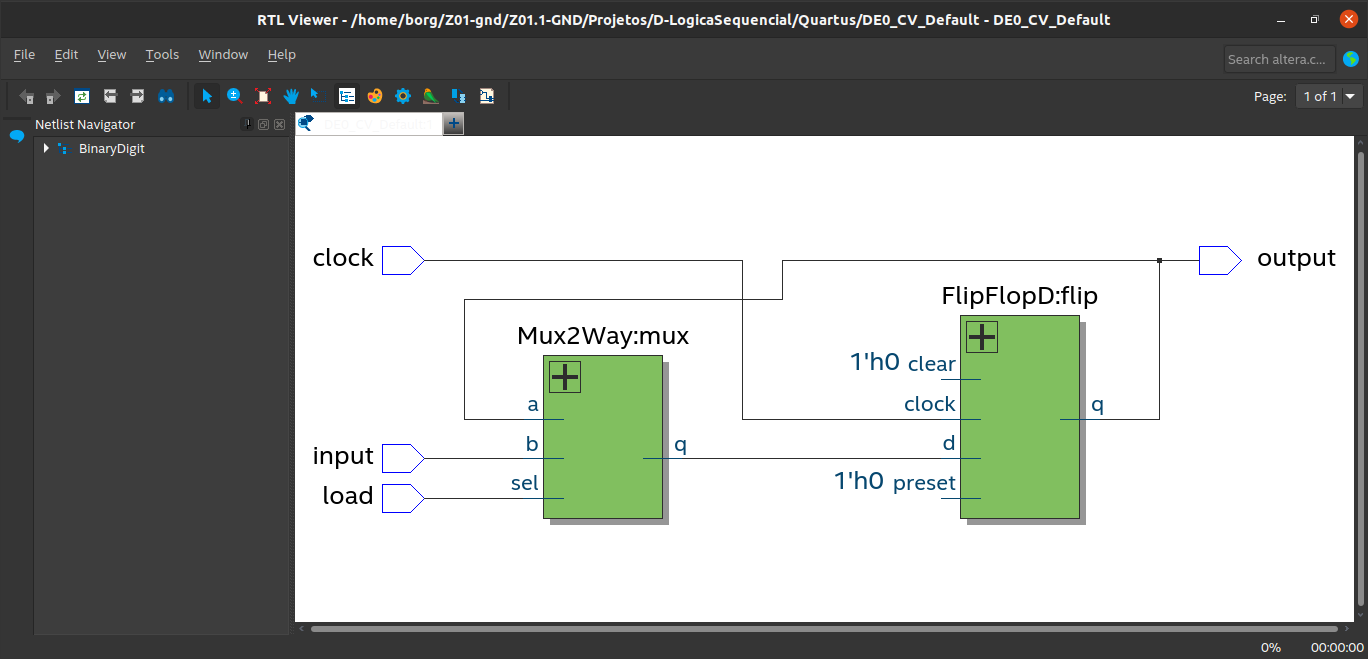 RTL Viewer - /home/borg/Z01-gnd/Z01.1-GND/Projetos/D-LogicaSequencial/Quartus/DE0_CV_Default - DE0_CV_Default
File Edit View Tools Window Help
Search altera.c...
Page: 1 of 1
Netlist Navigator
DE0_CV_Default:1
BinaryDigit
clock
output
FlipFlopD:flip
Mux2Way:mux
1'h0 clear
a
clock
q
input
b
q
d
load
sel
1'h0 preset
0% 00:00:00